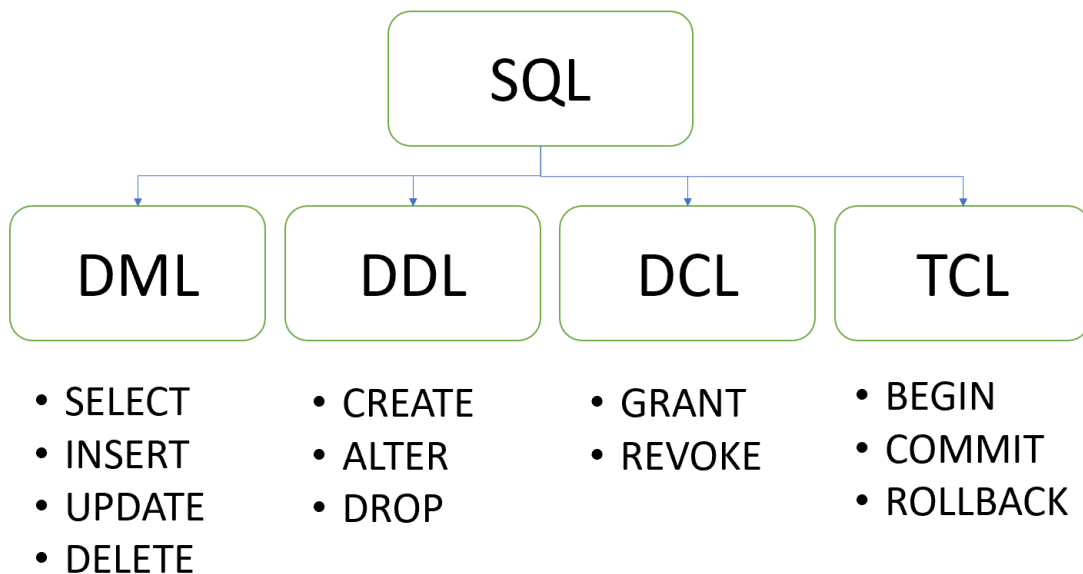 SQL
DML
DDL
DCL
TCL
• SELECT
• INSERT
• UPDATE
• DELETE
• CREATE
• ALTER
• DROP
• GRANT
• REVOKE
• BEGIN
• COMMIT
• ROLLBACK